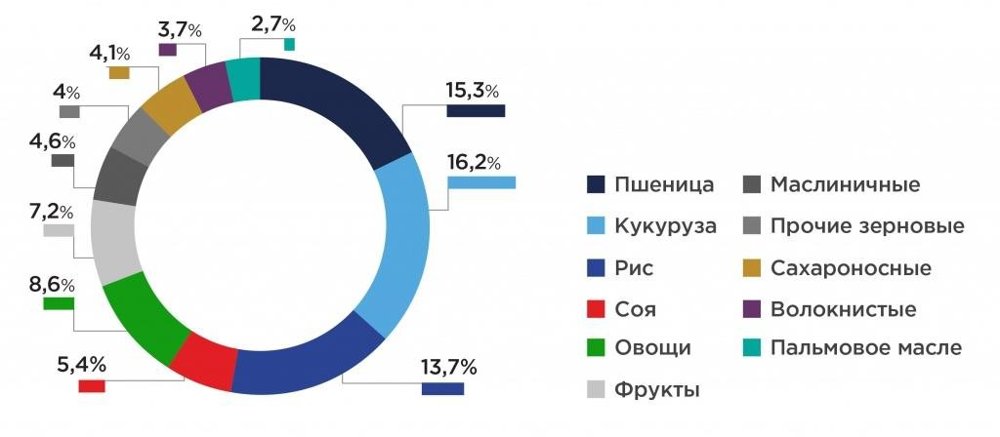 2,7%
3,7%
4,1%
4%
4,6%
7,2%
8,6%
5,4%
13,7%
15,3%
16,2%
Пшеница
Кукуруза
Рис
Соя
Овощи
Фрукты
Маслиничные
Прочие зерновые
Сахароносные
Волокнистые
Пальмовое масле